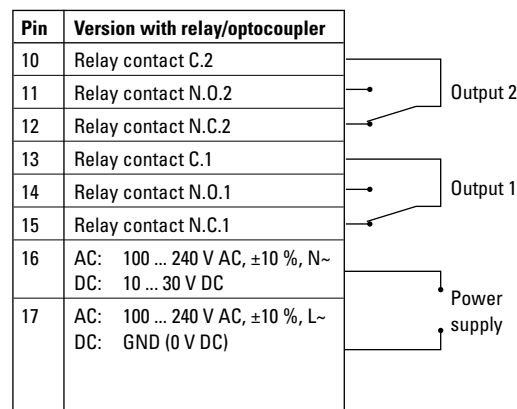 Pin Version with relay/optocoupler
10 Relay contact C.2
11 Relay contact N.O.2 Output 2
12 Relay contact N.C.2
13 Relay contact C.1
14 Relay contact N.O.1 Output 1
15 Relay contact N.C.1
16 AC: 100 ... 240 V AC, ±10 %, N~
DC: 10 ... 30 V DC
Power
17 AC: 100 ... 240 V AC, ±10 %, L~
supply
DC: GND (0 V DC)